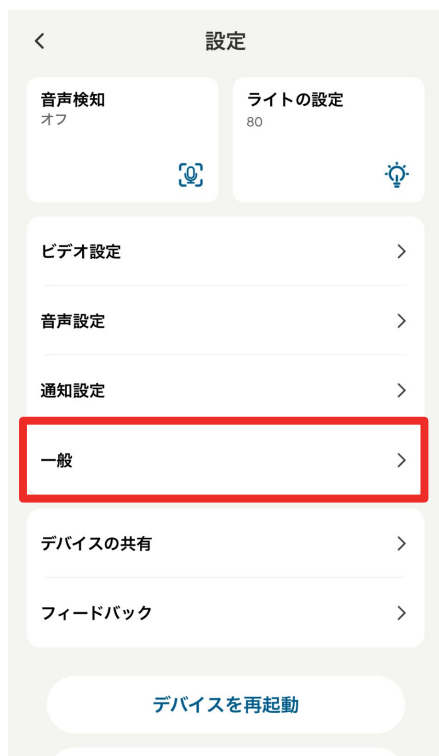 設定
音声検知
オフ
ライトの設定
80
ビデオ設定
音声設定
通知設定
一般
デバイスの共有
フィードバック
デバイスを再起動